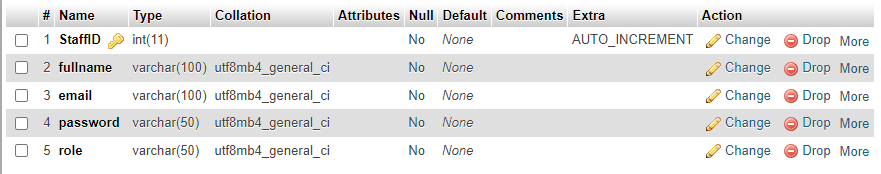 # Name Type Collation Attributes Null Default Comments Extra Action
1 StaffID int(11) No None AUTO_INCREMENT Change Drop More
2 fullname varchar(100) utf8mb4_general_ci No None Change Drop More
3 email varchar(100) utf8mb4_general_ci No None Change Drop More
4 password varchar(50) utf8mb4_general_ci No None Change Drop More
5 role varchar(50) utf8mb4_general_ci No None Change Drop More